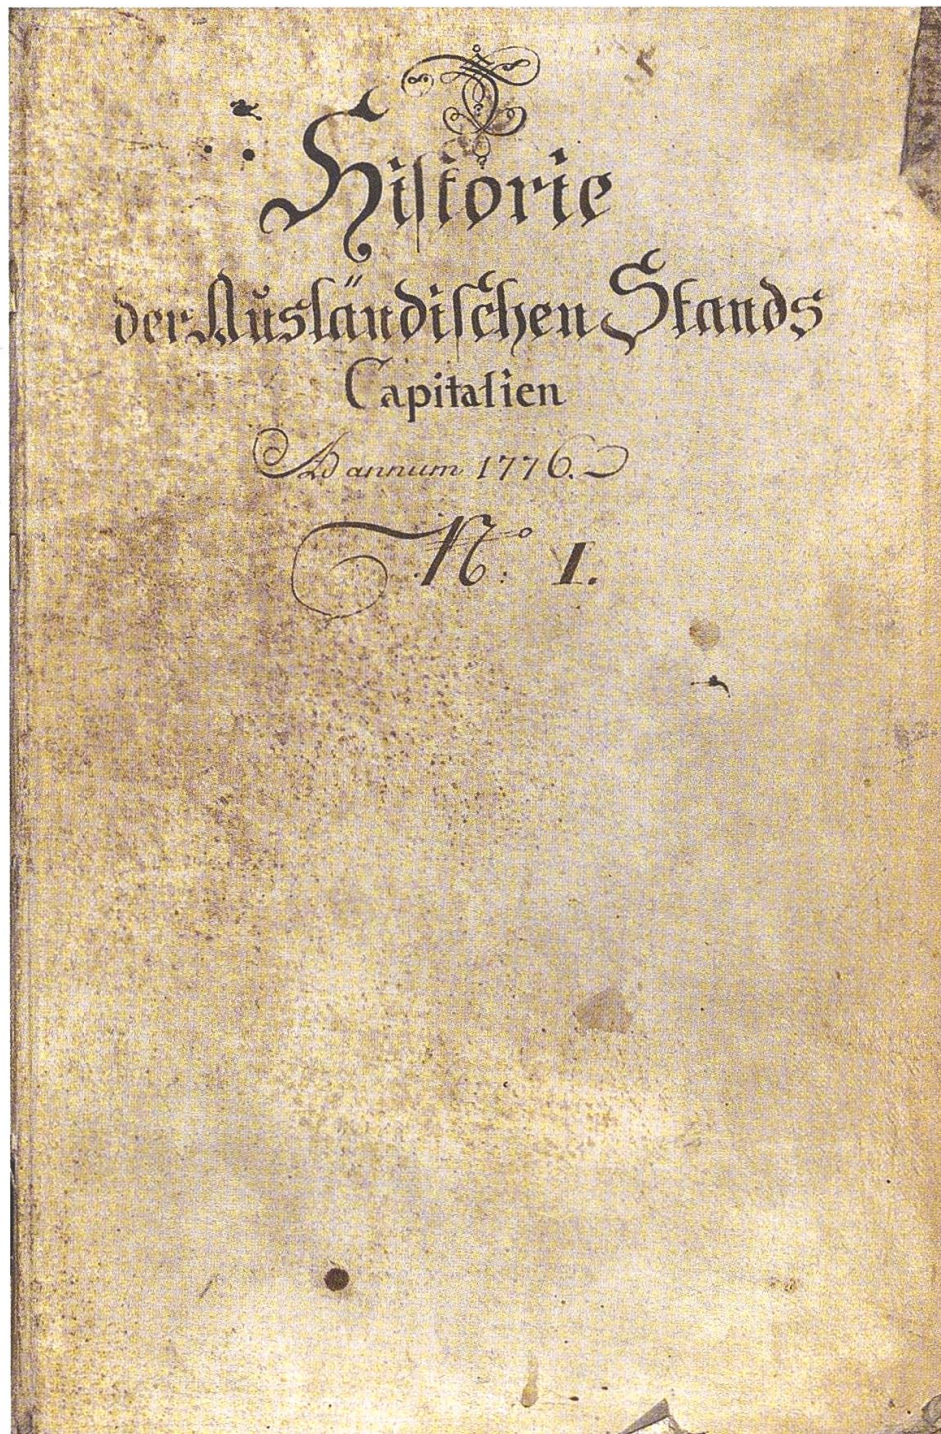 Historie
der Ausländischen Stands
Capitalien
Ad annum 1776.
No. I.